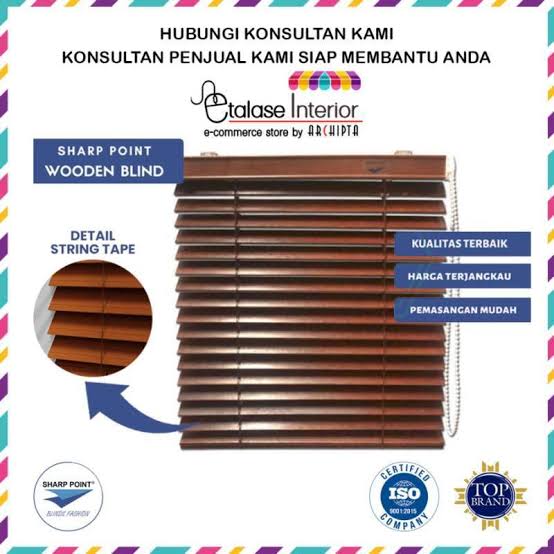 HUBUNGI KONSULTAN KAMI
KONSULTAN PENJUAL KAMI SIAP MEMBANTU ANDA
Etalase Interior
e-commerce store by ARCHIPTA
SHARP POINT
WOODEN BLIND
DETAIL
STRING TAPE
KUALITAS TERBAIK
HARGA TERJANGKAU
PEMASANGAN MUDAH
SHARP POINT®
BLINDS FASHION
CERTIFIED
ISO
9001:2015
COMPANY
TOP
BRAND